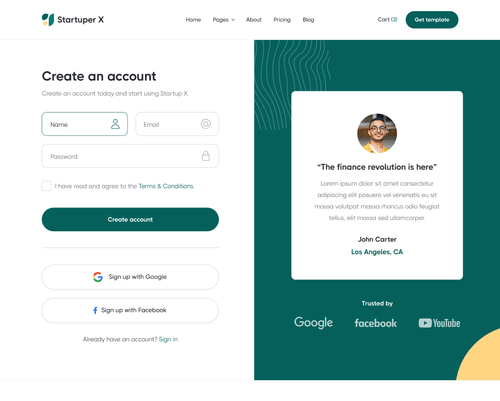 Startuper X
Home Pages About Pricing Blog
Cart (3)
Get template
Create an account
Create an account today and start using Startup X.
Name
Email
Password
I have read and agree to the Terms & Conditions.
Create account
Sign up with Google
Sign up with Facebook
Already have an account? Sign in
“The finance revolution is here”
Lorem ipsum dolor sit amet consectetur
adipiscing elit semper venenatis et mus
massa volutpat massa rhoncus odio feugiat
tellus, elit massa sed ullamcorper.
John Carter
Los Angeles, CA
Trusted by
Google facebook YouTube